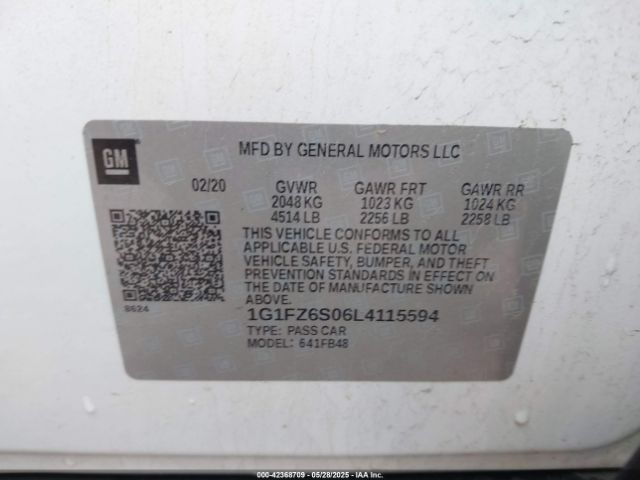 GM
MFD BY GENERAL MOTORS LLC
02/20 GVWR GAWR FRT GAWR RR
2048 KG 1023 KG 1024 KG
4514 LB 2256 LB 2258 LB
THIS VEHICLE CONFORMS TO ALL
APPLICABLE U.S. FEDERAL MOTOR
VEHICLE SAFETY, BUMPER, AND THEFT
PREVENTION STANDARDS IN EFFECT ON
THE DATE OF MANUFACTURE SHOWN
ABOVE.
8624
1G1FZ6S06L4115594
TYPE: PASS CAR
MODEL: 641FB48
000-42368709 - 05/28/2025 - IAAI.COM